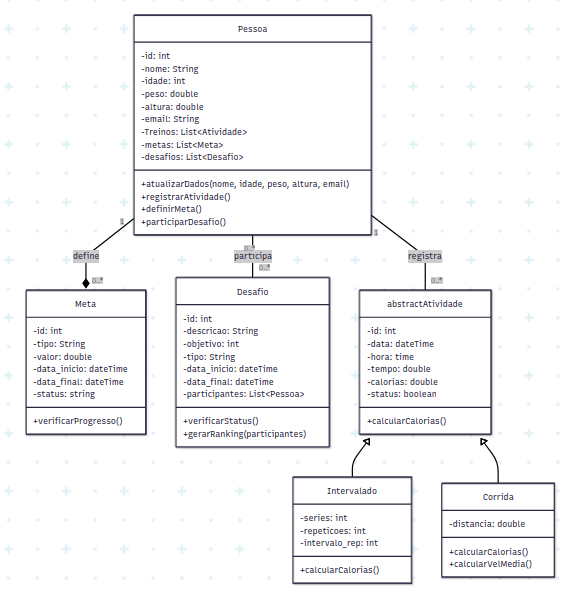 Pessoa
-id: int
-nome: String
-idade: int
-peso: double
-altura: double
-email: String
-Treinos: List<Atividade>
-metas: List<Meta>
-desafios: List<Desafio>
+atualizarDados(nome, idade, peso, altura, email)
+registrarAtividade()
+definirMeta()
+participarDesafio()
1
0..*
1
define
participa
registra
0..*
0..*
0..*
Meta
-id: int
-tipo: String
-valor: double
-data_inicio: dateTime
-data_final: dateTime
-status: string
+verificarProgresso()
Desafio
-id: int
-descricao: String
-objetivo: int
-tipo: String
-data_inicio: dateTime
-data_final: dateTime
-participantes: List<Pessoa>
+verificarStatus()
+gerarRanking(participantes)
abstractAtividade
-id: int
-data: dateTime
-hora: time
-tempo: double
-calorias: double
-status: boolean
+calcularCalorias()
Intervalado
-series: int
-repeticoes: int
-intervalo_rep: int
+calcularCalorias()
Corrida
-distancia: double
+calcularCalorias()
+calcularVelMedia()